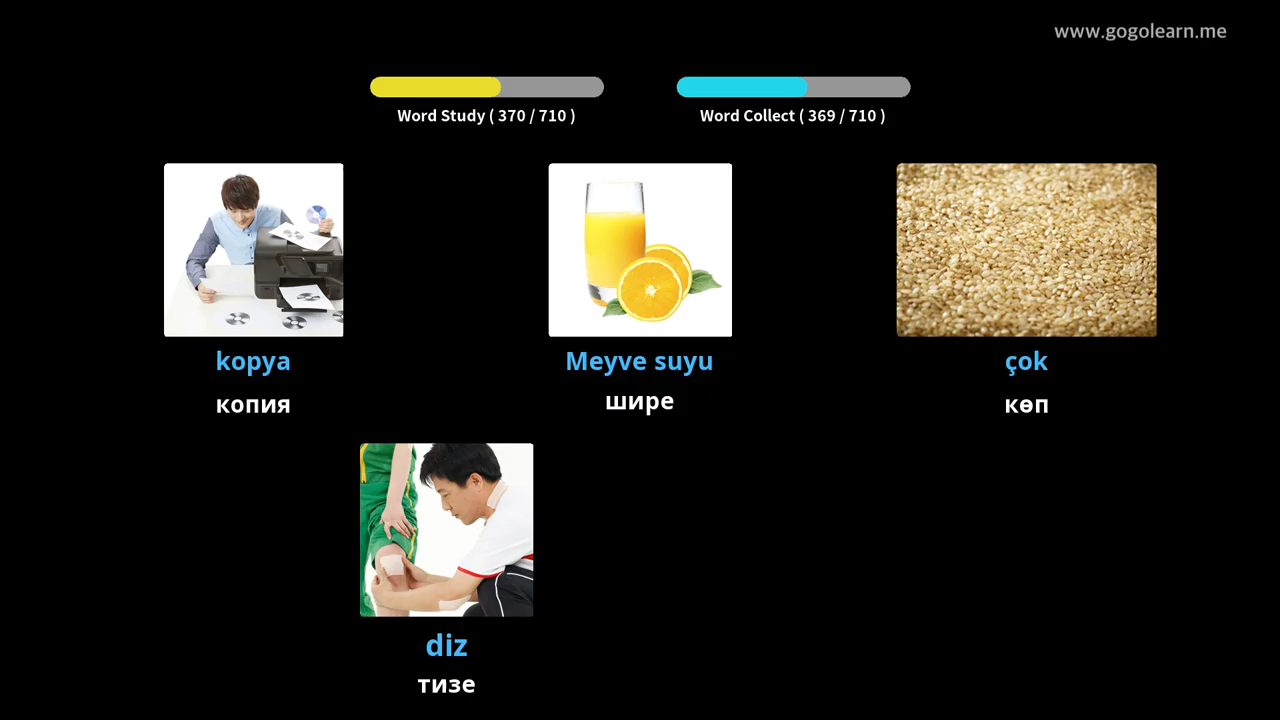 www.gogolearn.me
Word Study ( 370 / 710 )
Word Collect ( 369 / 710 )
kopya
копия
Meyve suyu
шире
çok
көп
diz
тизе